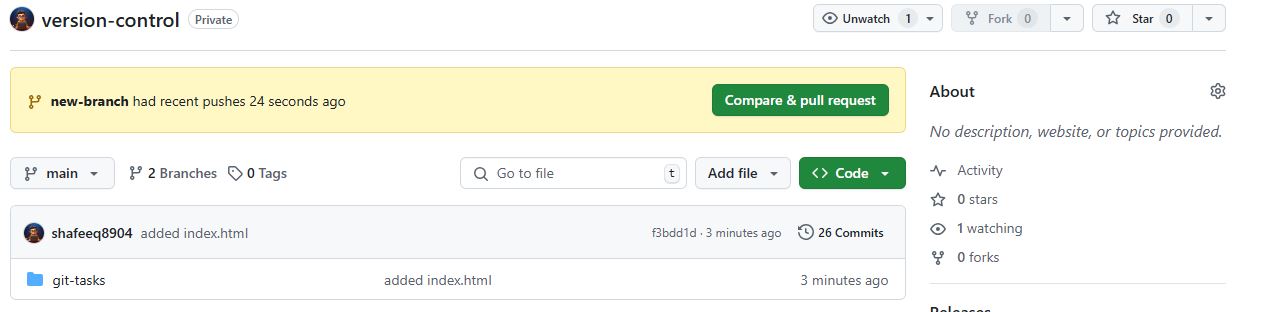 version-control Private Unwatch 1 Fork 0 Star 0
new-branch had recent pushes 24 seconds ago Compare & pull request
main 2 Branches 0 Tags Go to file t Add file Code
shafeeq8904 added index.html f3bdd1d · 3 minutes ago 26 Commits
git-tasks added index.html 3 minutes ago
About
No description, website, or topics provided.
Activity
0 stars
1 watching
0 forks
Releases